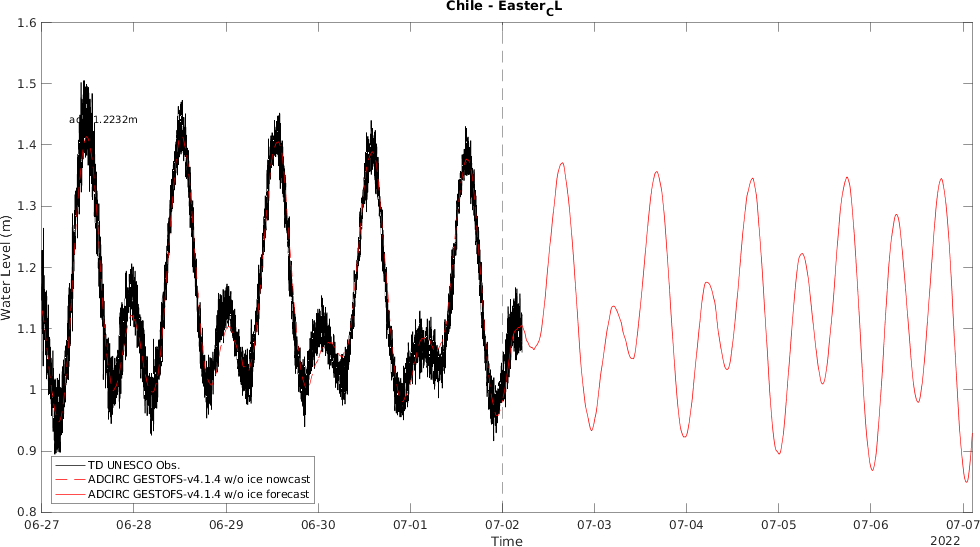 Chile - EasterCL
1.6
1.5
1.4
1.3
1.2
1.1
1
0.9
0.8
Water Level (m)
1.2232m
TD UNESCO Obs.
ADCIRC GESTOFS-v4.1.4 w/o ice nowcast
ADCIRC GESTOFS-v4.1.4 w/o ice forecast
06-27 06-28 06-29 06-30 07-01 07-02 07-03 07-04 07-05 07-06 07-07
Time
2022